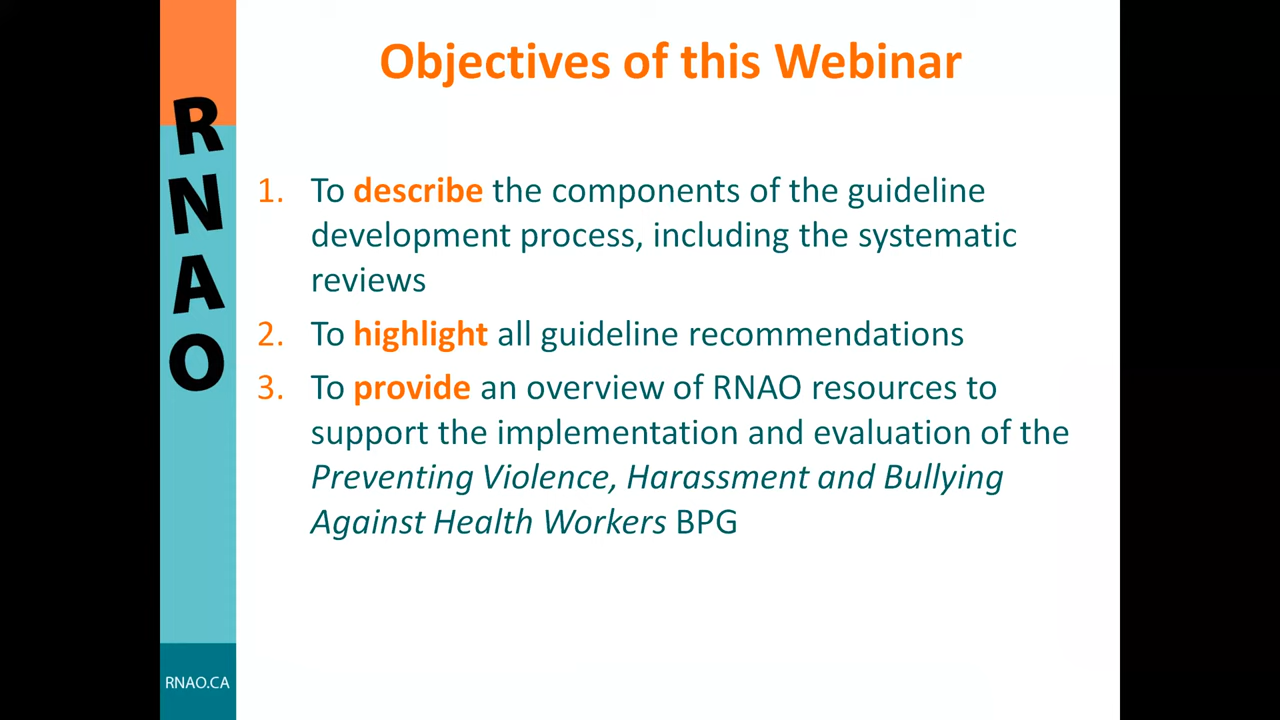 Objectives of this Webinar
RNAO
1. To describe the components of the guideline
development process, including the systematic
reviews
2. To highlight all guideline recommendations
3. To provide an overview of RNAO resources to
support the implementation and evaluation of the
Preventing Violence, Harassment and Bullying
Against Health Workers BPG
RNAO.CA